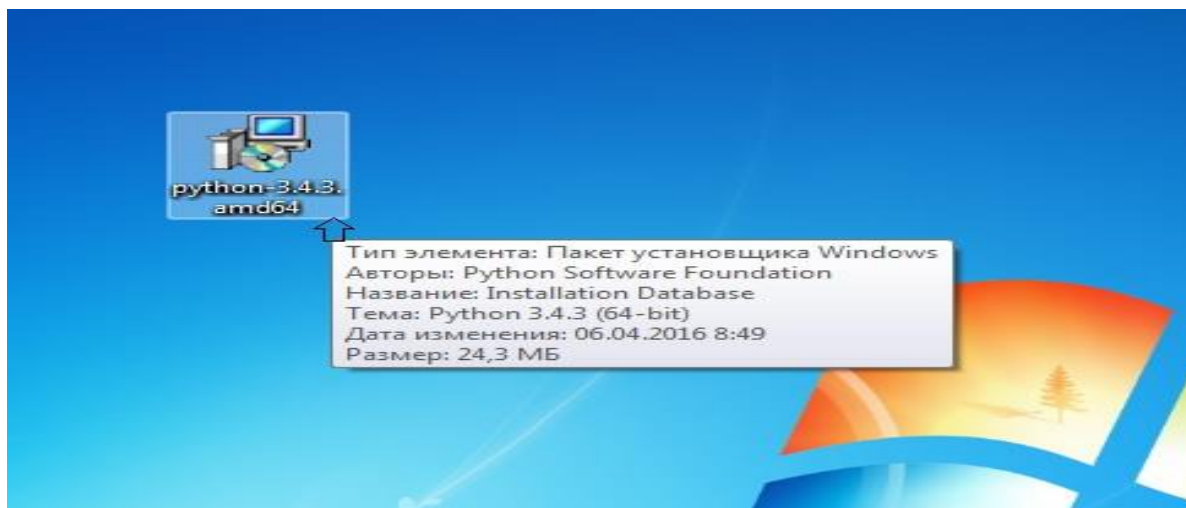 python-3.4.3.
amd64
Тип элемента: Пакет установщика Windows
Авторы: Python Software Foundation
Название: Installation Database
Тема: Python 3.4.3 (64-bit)
Дата изменения: 06.04.2016 8:49
Размер: 24,3 МБ